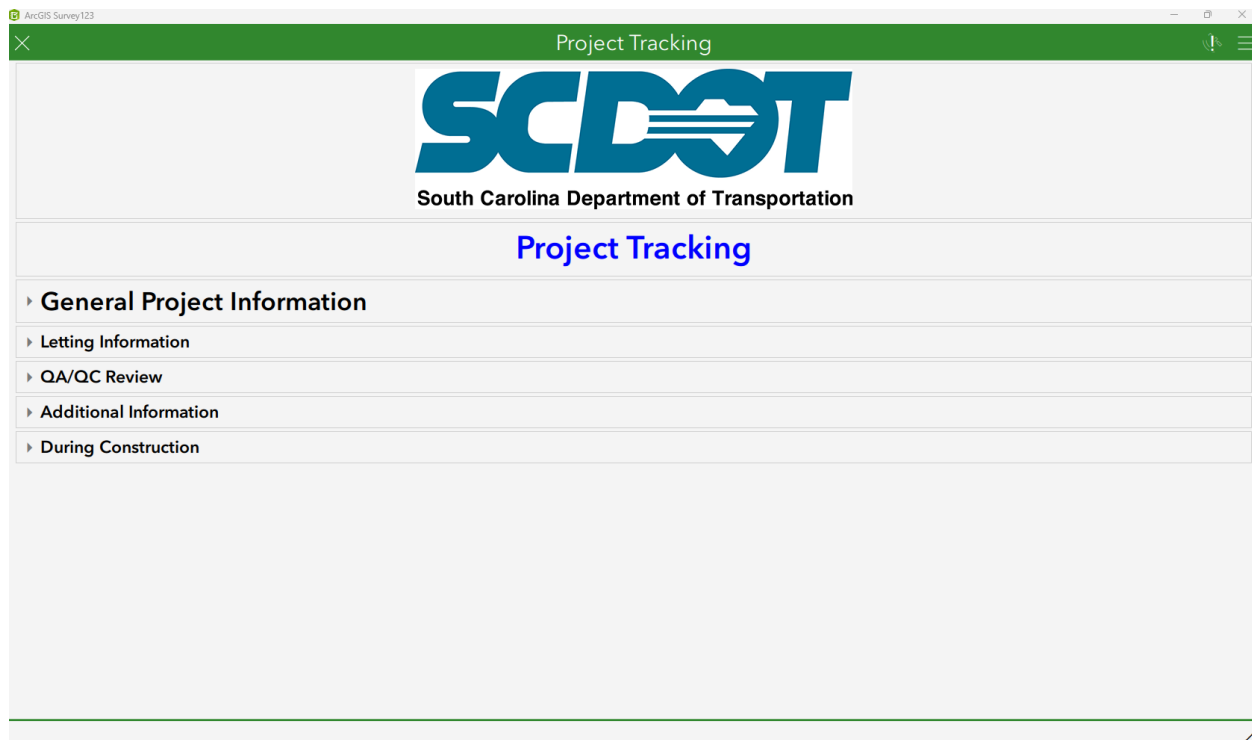 ArcGIS Survey123
Project Tracking
SCDOT
South Carolina Department of Transportation
Project Tracking
General Project Information
Letting Information
QA/QC Review
Additional Information
During Construction